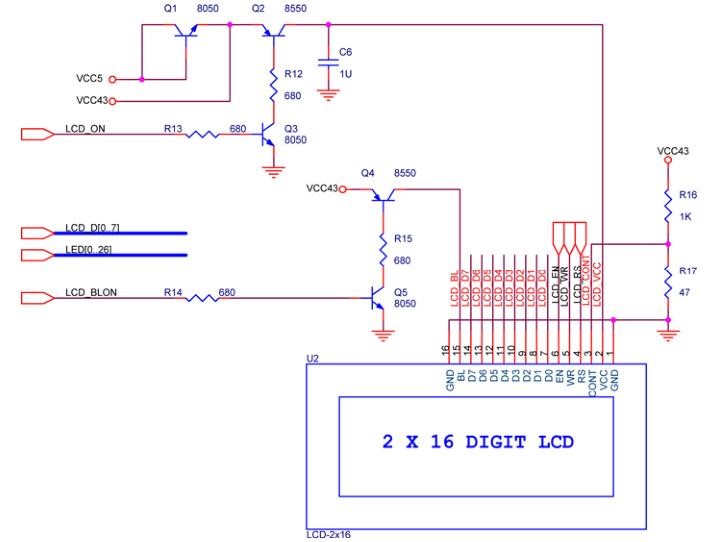 Q1 8050 Q2 8550
C6
1U
R12
680
VCC5
VCC43
LCD_ON R13 680 Q3
8050
VCC43
Q4 8550
VCC43
R16
1K
LCD_D[0..7]
LED[0..26]
R15
680
R17
47
LCD_BLON R14 680 Q5
8050
LCD_BL
LCD_D7
LCD_D6
LCD_D5
LCD_D4
LCD_D3
LCD_D2
LCD_D1
LCD_D0
LCD_EN
LCD_WR
LCD_RS
LCD_CONT
LCD_VCC
16 15 14 13 12 11 10 9 8 7 6 5 4 3 2 1
U2
GND
BL
D7
D6
D5
D4
D3
D2
D1
D0
EN
WR
RS
CONT
VCC
GND
2 X 16 DIGIT LCD
LCD-2x16